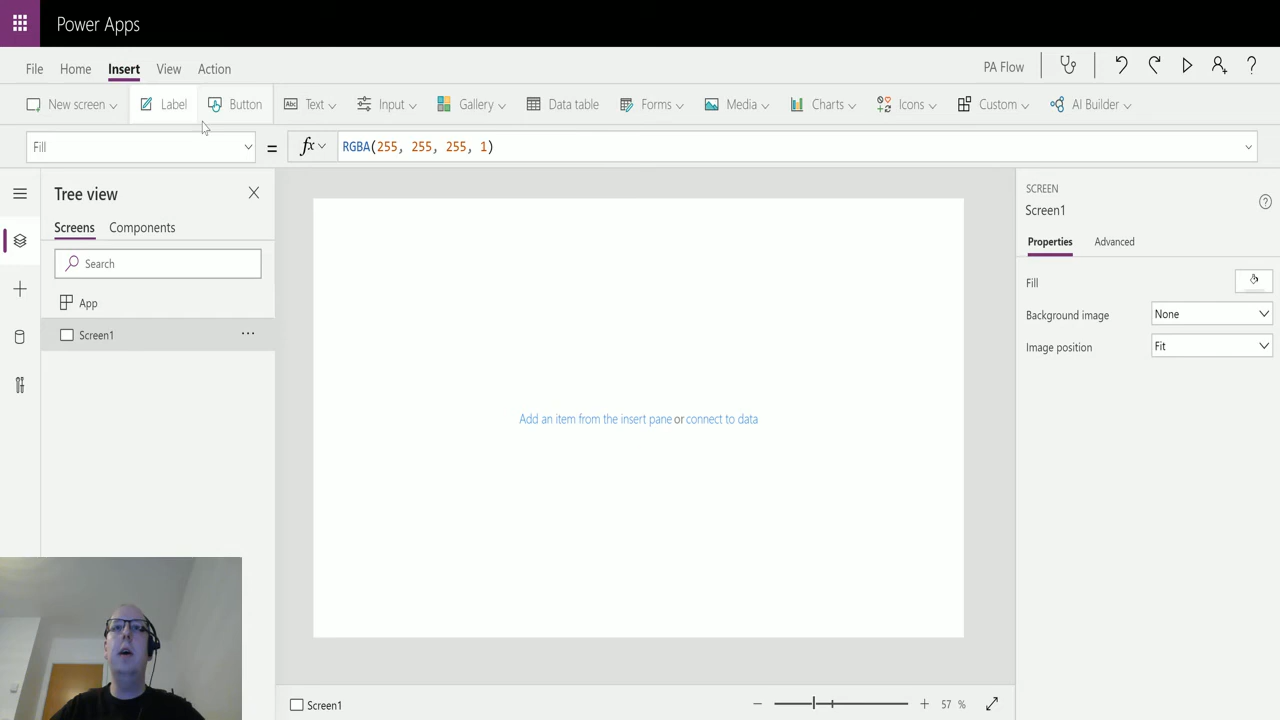 Power Apps
File Home Insert View Action PA Flow ?
New screen Label Button Abc Text Input Gallery Data table Forms Media Charts Icons Custom AI Builder
Fill = fx RGBA(255, 255, 255, 1)
Tree view
Screens Components
Search
App
Screen1 ...
Add an item from the insert pane or connect to data
SCREEN
Screen1
?
Properties Advanced
Fill
Background image None
Image position Fit
Screen1 57 %